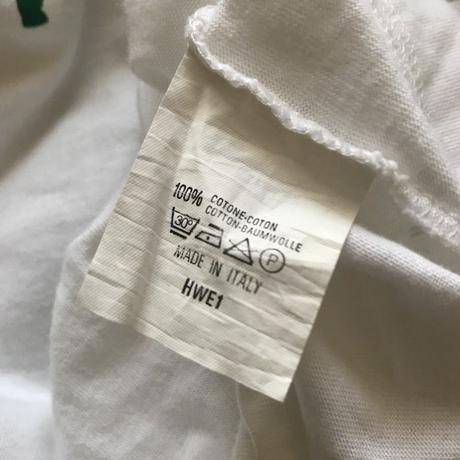 100% COTONE-COTON
COTTON-BAUMWOLLE
30° P
MADE IN ITALY
HWE1